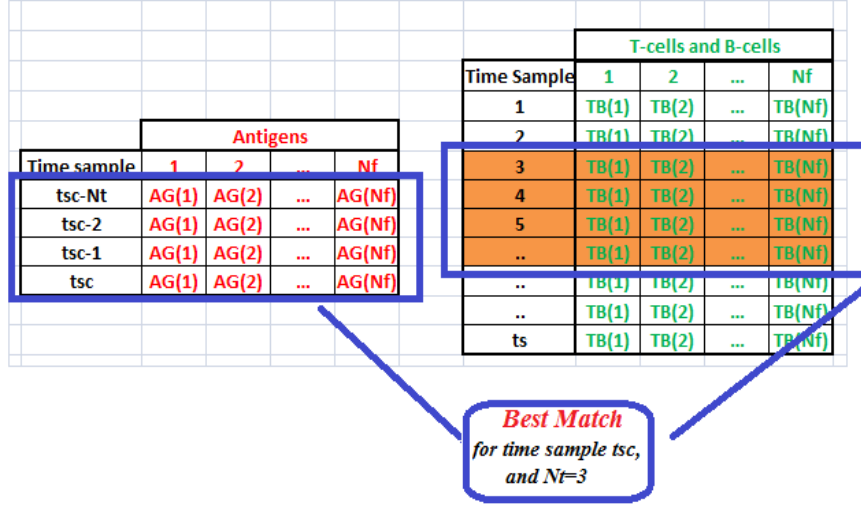 Antigens
Time sample 1 2 ... Nf
tsc-Nt AG(1) AG(2) ... AG(Nf)
tsc-2 AG(1) AG(2) ... AG(Nf)
tsc-1 AG(1) AG(2) ... AG(Nf)
tsc AG(1) AG(2) ... AG(Nf)
T-cells and B-cells
Time Sample 1 2 ... Nf
1 TB(1) TB(2) ... TB(Nf)
2 TB(1) TB(2) ... TB(Nf)
3 TB(1) TB(2) ... TB(Nf)
4 TB(1) TB(2) ... TB(Nf)
5 TB(1) TB(2) ... TB(Nf)
.. TB(1) TB(2) ... TB(Nf)
.. TB(1) TB(2) ... TB(Nf)
.. TB(1) TB(2) ... TB(Nf)
ts TB(1) TB(2) ... TB(Nf)
Best Match
for time sample tsc,
and Nt=3